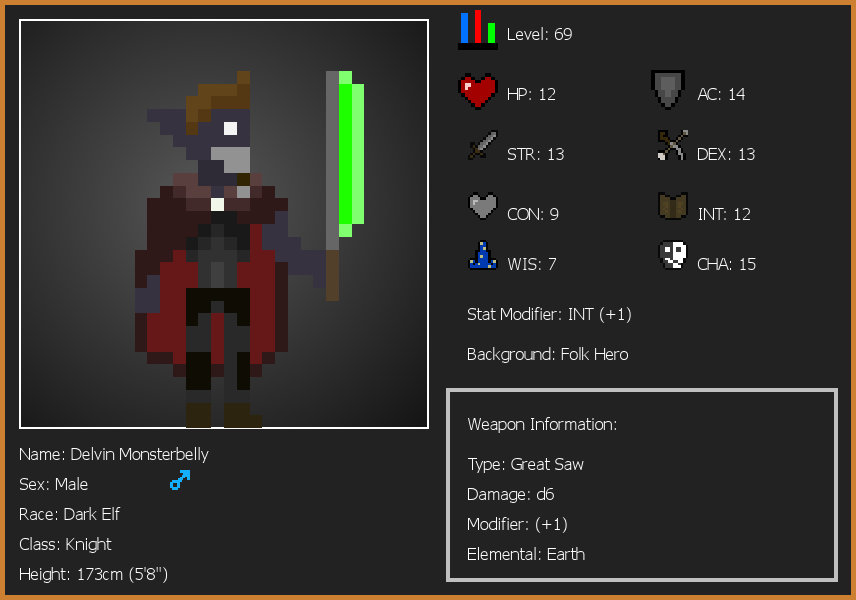 Level: 69
HP: 12
AC: 14
STR: 13
DEX: 13
CON: 9
INT: 12
WIS: 7
CHA: 15
Stat Modifier: INT (+1)
Background: Folk Hero
Weapon Information:
Type: Great Saw
Damage: d6
Modifier: (+1)
Elemental: Earth
Name: Delvin Monsterbelly
Sex: Male
Race: Dark Elf
Class: Knight
Height: 173cm (5'8")